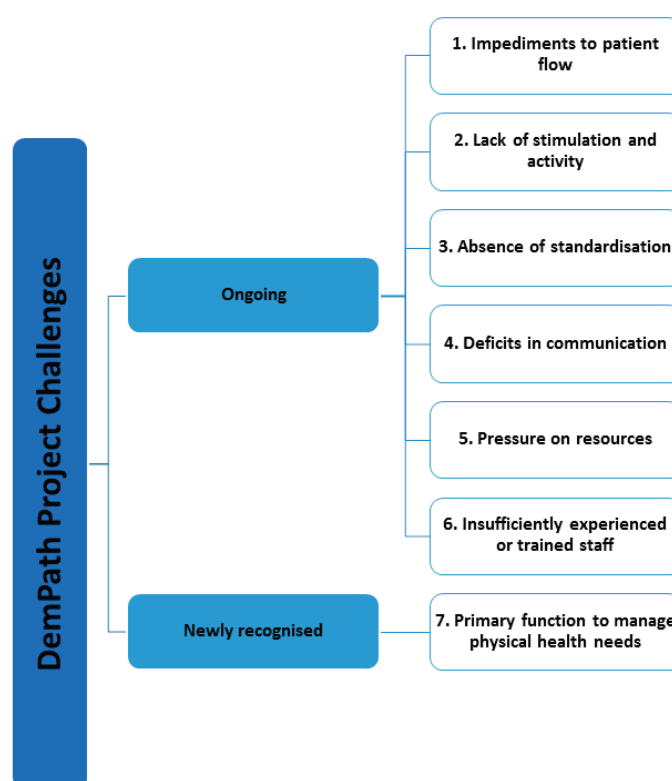 DemPath Project Challenges
Ongoing
1. Impediments to patient
flow
2. Lack of stimulation and
activity
3. Absence of standardisation
4. Deficits in communication
5. Pressure on resources
6. Insufficiently experienced
or trained staff
Newly recognised
7. Primary function to manage
physical health needs